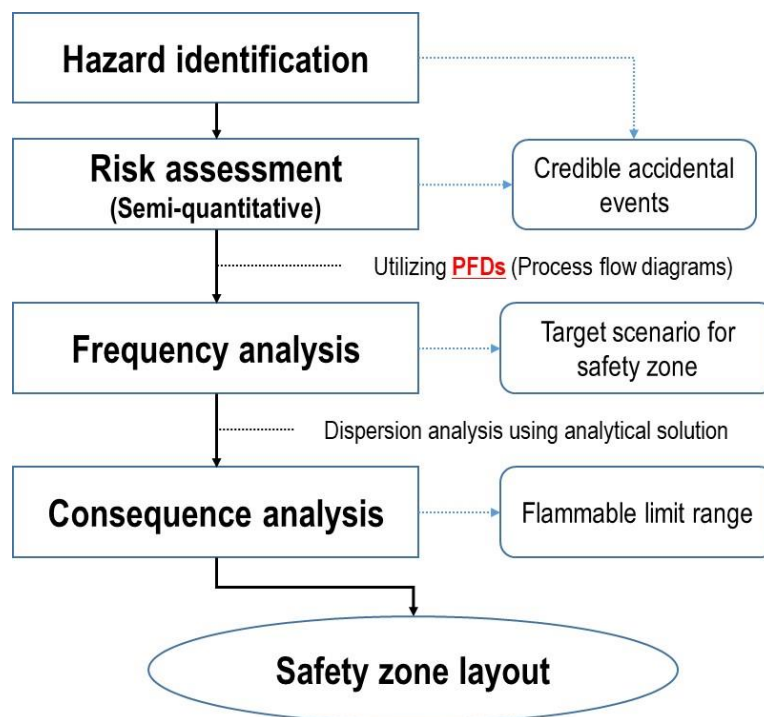 Hazard identification
Risk assessment
(Semi-quantitative)
Credible accidental
events
Utilizing PFDs (Process flow diagrams)
Frequency analysis
Target scenario for
safety zone
Dispersion analysis using analytical solution
Consequence analysis
Flammable limit range
Safety zone layout